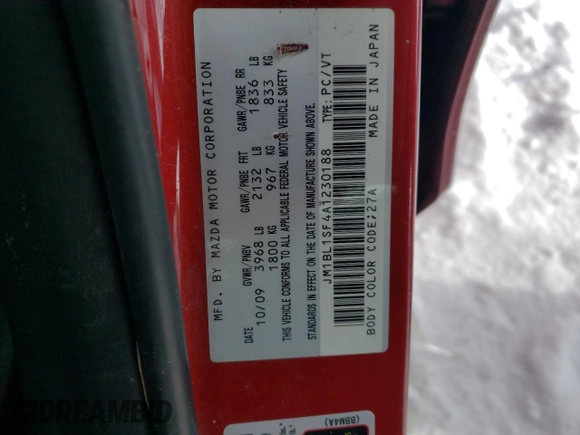 MFD. BY MAZDA MOTOR CORPORATION
DATE GVWR/PNBV GAWR/PNBE FRT GAWR/PNBE RR
10/09 3968 LB 2132 LB 1836 LB
1800 KG 967 KG 833 KG
THIS VEHICLE CONFORMS TO ALL APPLICABLE FEDERAL MOTOR VEHICLE SAFETY
STANDARDS IN EFFECT ON THE DATE OF MANUFACTURE SHOWN ABOVE.
JM1BL1SF4A1230188 TYPE: PC/VT
BODY COLOR CODE;27A MADE IN JAPAN
(BBM4A)
DREAMBID